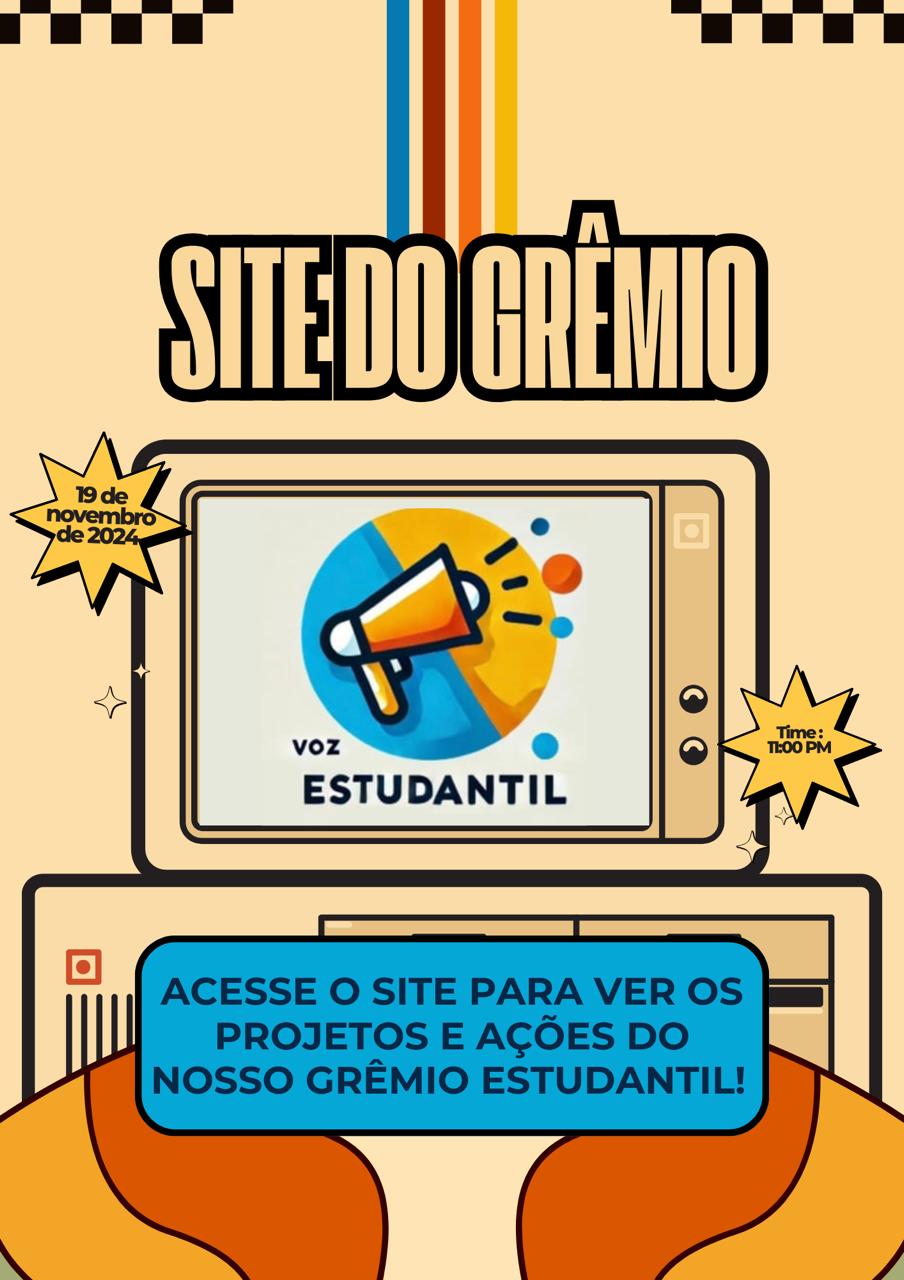 SITE DO GRÊMIO
19 de
novembro
de 2024
VOZ
ESTUDANTIL
Time :
11:00 PM
ACESSE O SITE PARA VER OS
PROJETOS E AÇÕES DO
NOSSO GRÊMIO ESTUDANTIL!